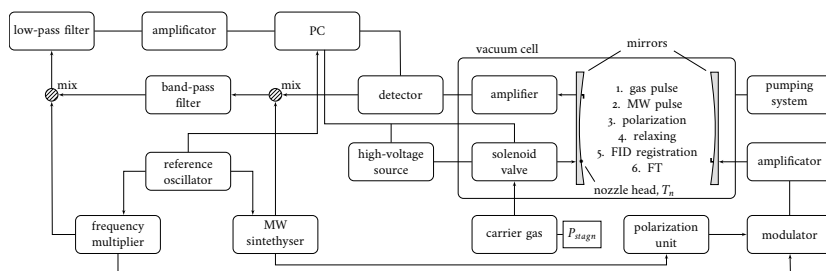 low-pass filter
amplificator
PC
vacuum cell
mirrors
mix
band-pass
filter
mix
detector
amplifier
1. gas pulse
2. MW pulse
3. polarization
4. relaxing
5. FID registration
6. FT
pumping
system
reference
oscillator
high-voltage
source
solenoid
valve
amplificator
nozzle head, Tn
frequency
multiplier
MW
sintethyser
carrier gas
Pstagn
polarization
unit
modulator